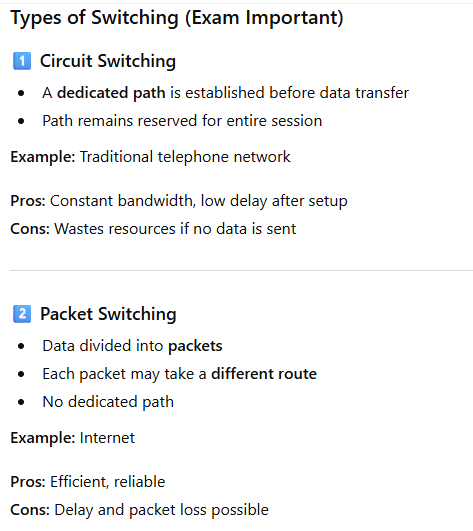 Types of Switching (Exam Important)
1️⃣ Circuit Switching
• A dedicated path is established before data transfer
• Path remains reserved for entire session
Example: Traditional telephone network
Pros: Constant bandwidth, low delay after setup
Cons: Wastes resources if no data is sent
2️⃣ Packet Switching
• Data divided into packets
• Each packet may take a different route
• No dedicated path
Example: Internet
Pros: Efficient, reliable
Cons: Delay and packet loss possible